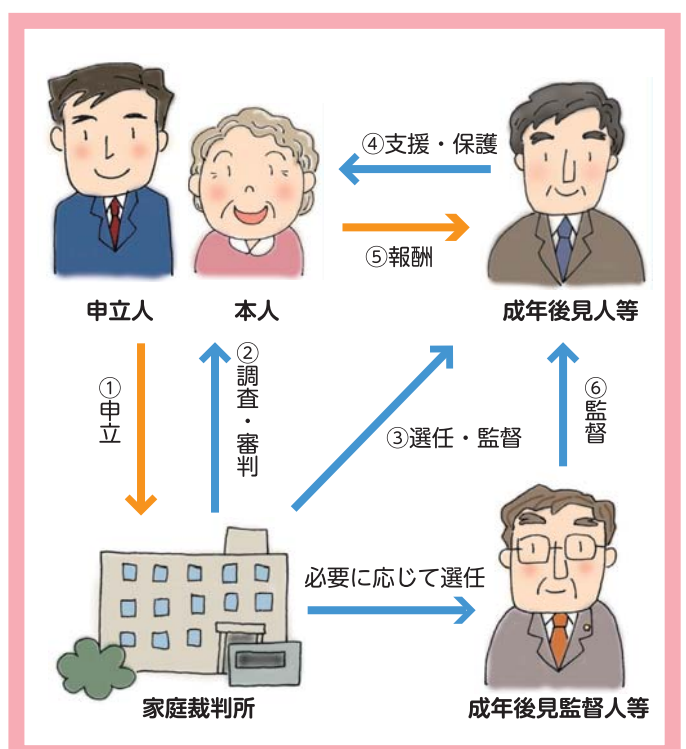 ④支援・保護
⑤報酬
申立人
本人
成年後見人等
①申立
②調査・審判
③選任・監督
⑥監督
必要に応じて選任
家庭裁判所
成年後見監督人等